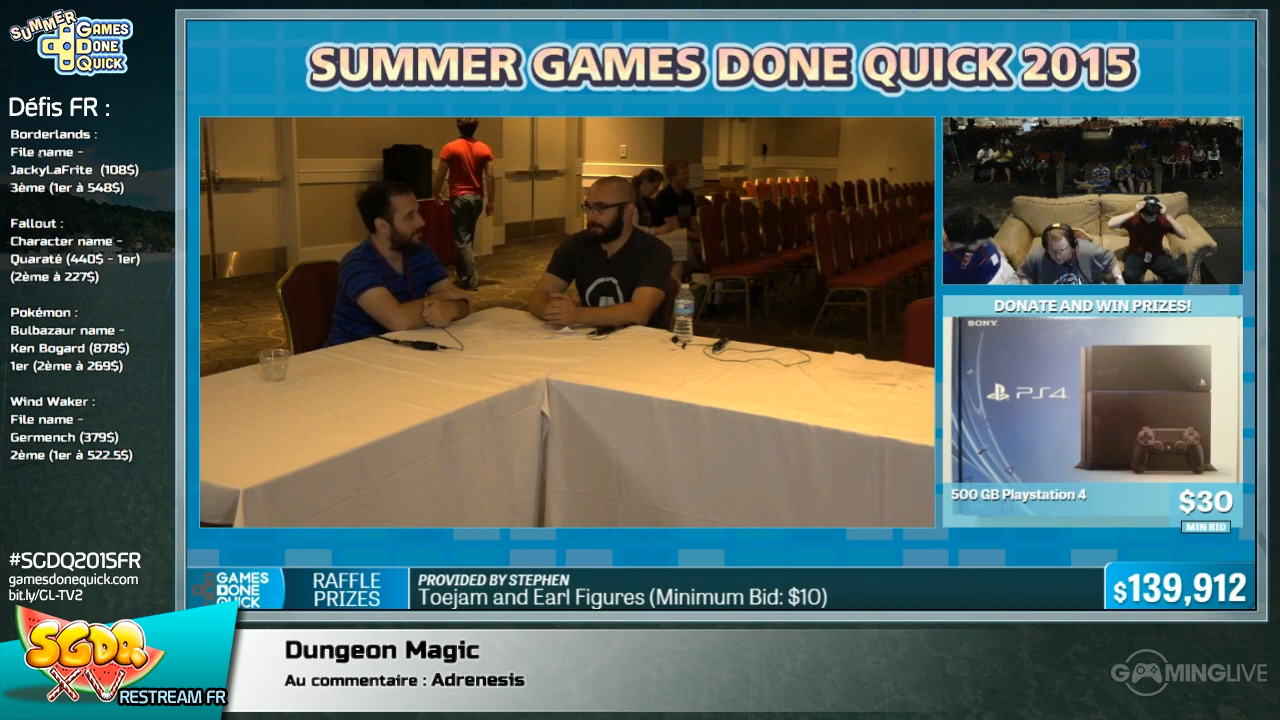 SUMMER
GAMES
DONE
QUICK
Défis FR :
Borderlands :
File name -
JackyLaFrite (108$)
3ème (1er à 548$)
Fallout :
Character name -
Quaraté (440$ - 1er)
(2ème à 227$)
Pokémon :
Bulbazaur name -
Ken Bogard (878$)
1er (2ème à 269$)
Wind Waker :
File name -
Germench (379$)
2ème (1er à 522.5$)
#SGDQ2015FR
gamesdonequick.com
bit.ly/GL-TV2
SUMMER GAMES DONE QUICK 2015
DONATE AND WIN PRIZES!
SONY
PS4
500 GB Playstation 4
$30
MIN BID
GAMES
DONE
QUICK
RAFFLE
PRIZES
PROVIDED BY STEPHEN
Toejam and Earl Figures (Minimum Bid: $10)
$139,912
SGDQ
XV
RESTREAM FR
Dungeon Magic
Au commentaire : Adrenesis
GAMINGLIVE